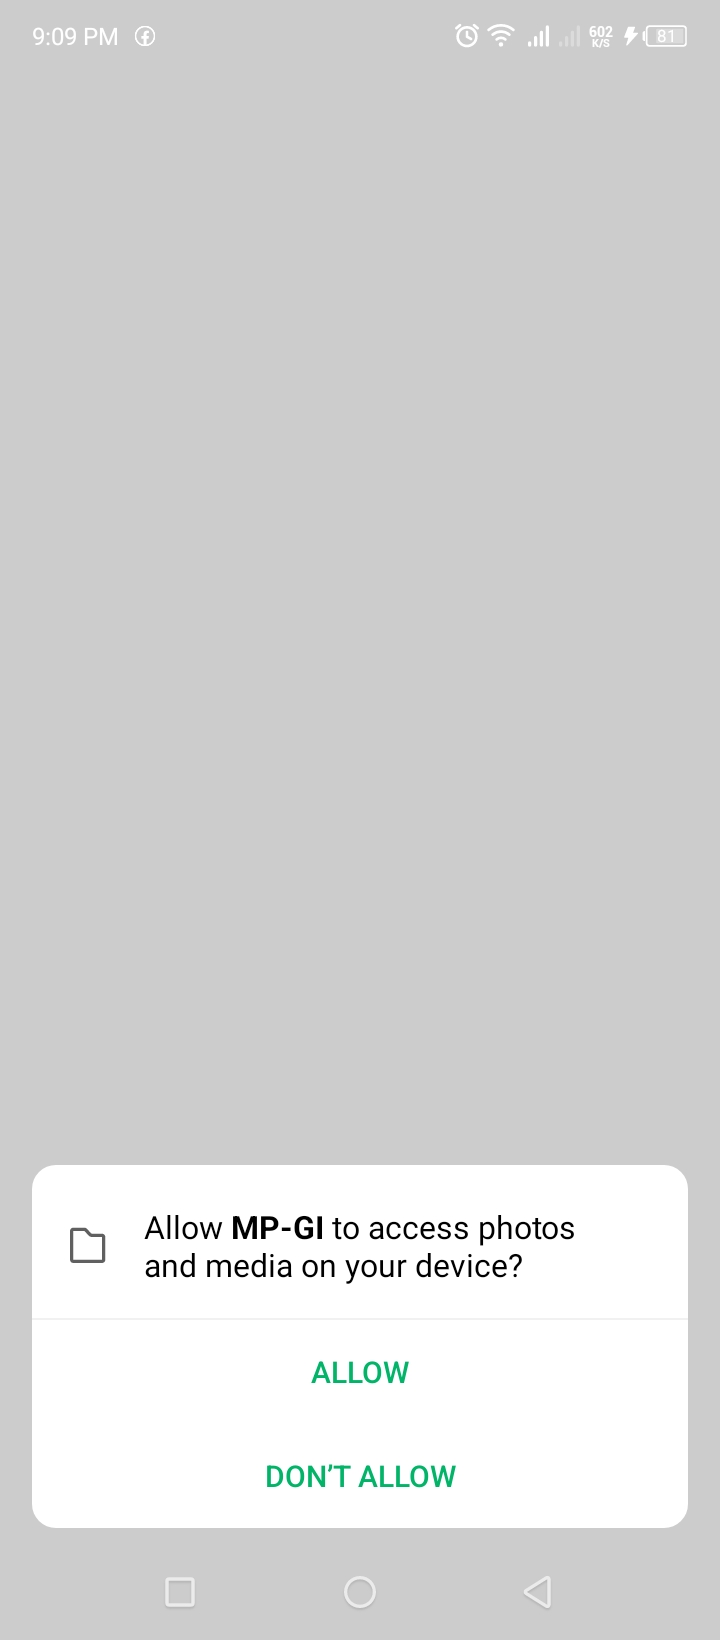 9:09 PM
602
K/S
81
Allow MP-GI to access photos
and media on your device?
ALLOW
DON’T ALLOW